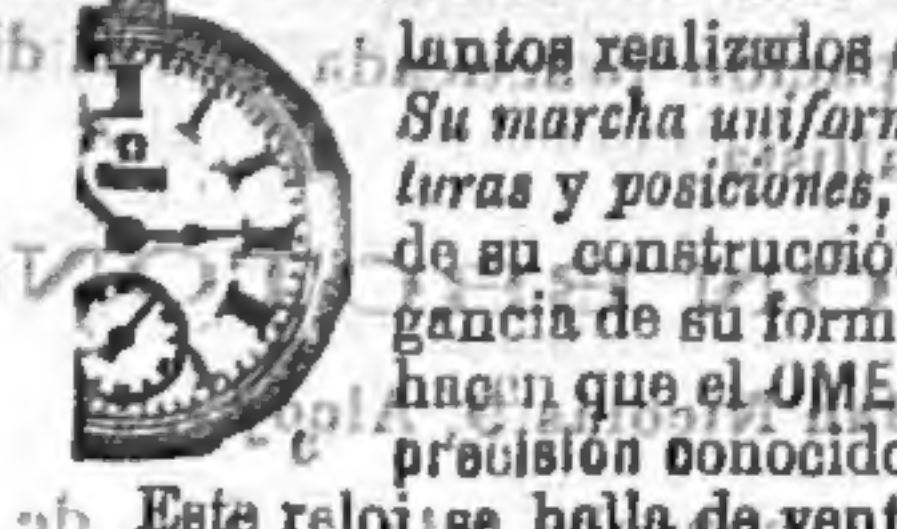 lantos realizados
Su marcha uniform
turas y posiciones,
de su construcció
gancia de su form
hacen que el OME
precisión conocido
Este reloj se halla de vent